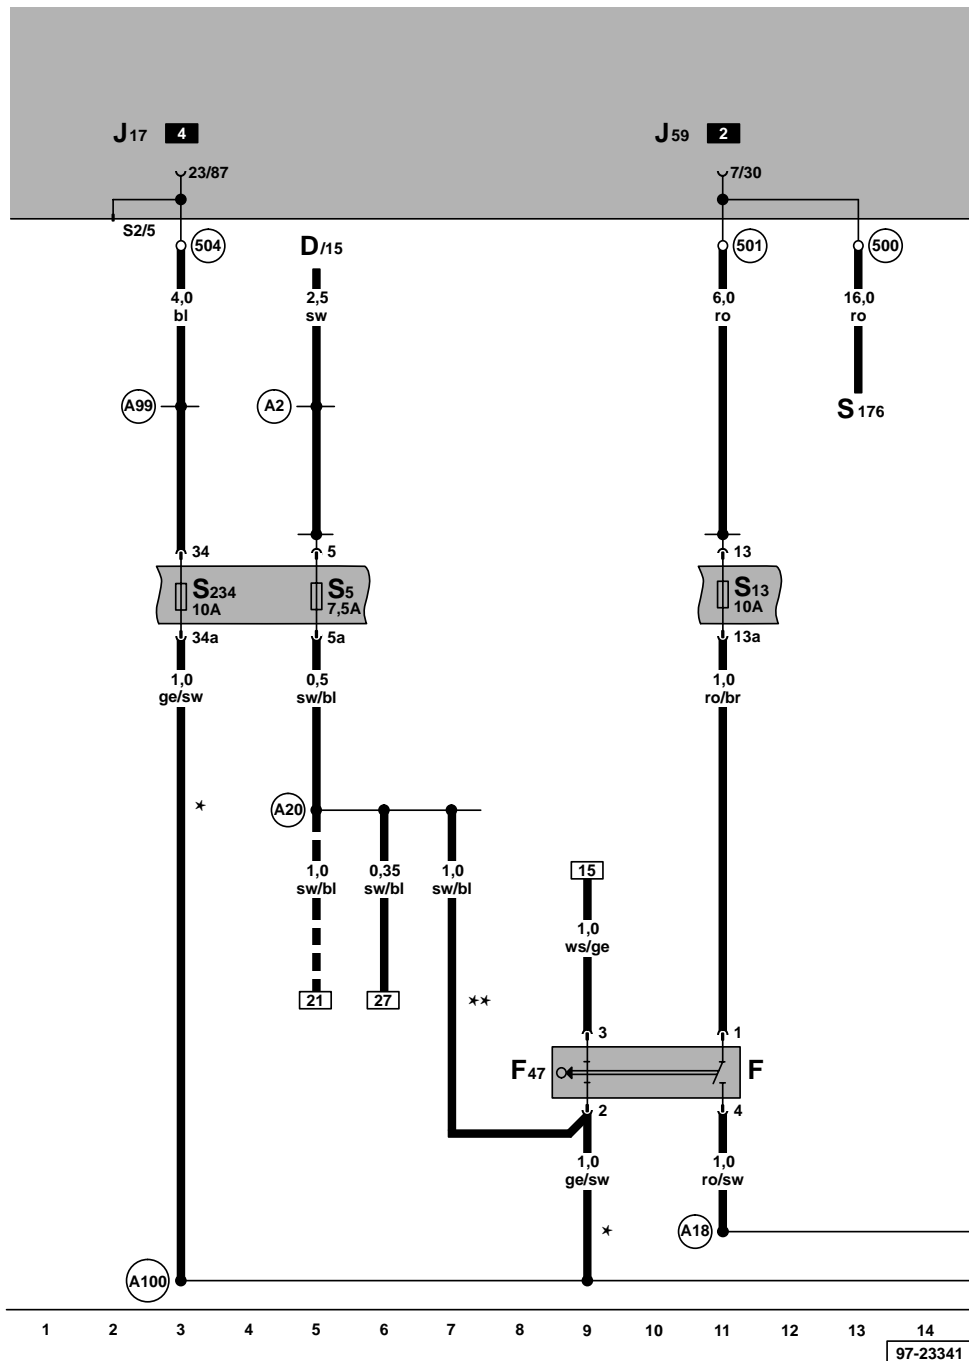 J17 4
J59 2
23/87
7/30
S2/5
504
D/15
501
500
4,0
bl
2,5
sw
6,0
ro
16,0
ro
A99
A2
S176
34
5
13
S234
10A
S5
7,5A
S13
10A
34a
5a
13a
1,0
ge/sw
0,5
sw/bl
1,0
ro/br
*
A20
1,0
sw/bl
0,35
sw/bl
1,0
sw/bl
15
1,0
ws/ge
21
27
**
3
1
F47
F
2
4
1,0
ge/sw
1,0
ro/sw
*
A18
A100
1 2 3 4 5 6 7 8 9 10 11 12 13 14
97-23341